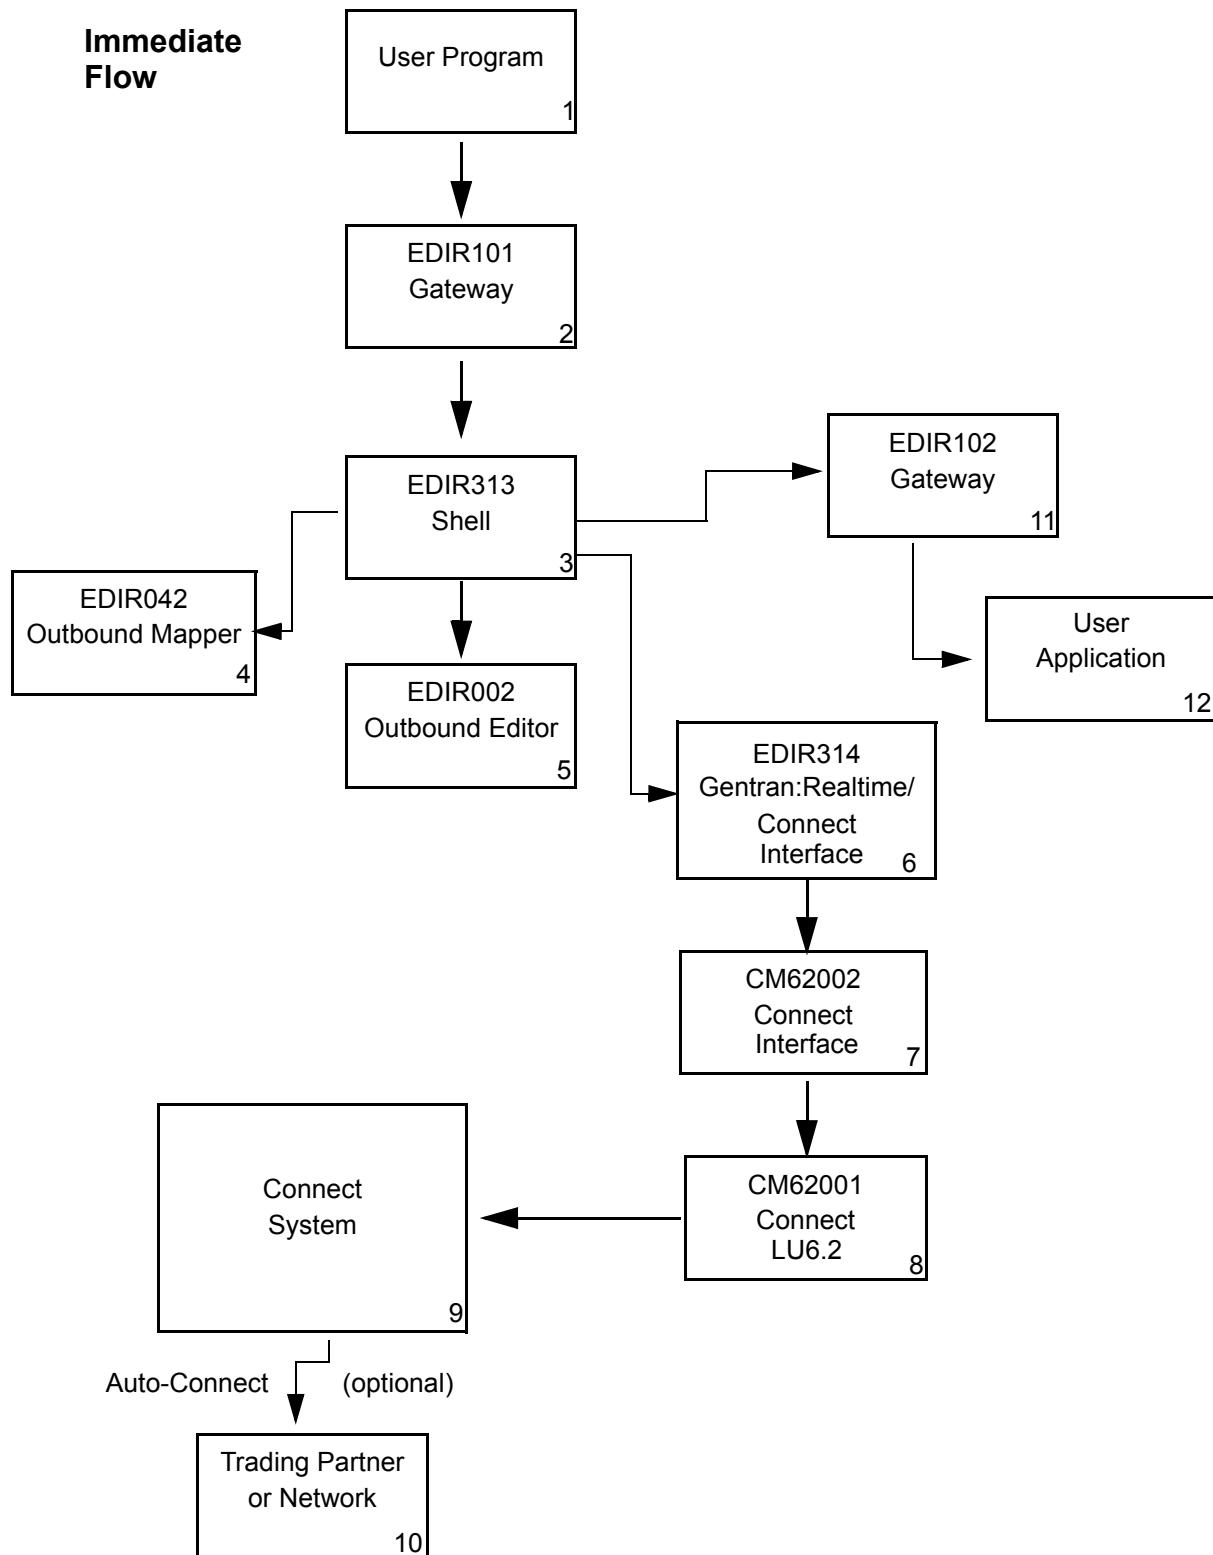 Immediate
Flow
User Program
1
EDIR101
Gateway
2
EDIR313
Shell
3
EDIR102
Gateway
11
EDIR042
Outbound Mapper
4
EDIR002
Outbound Editor
5
User
Application
12
EDIR314
Gentran:Realtime/
Connect
Interface
6
CM62002
Connect
Interface
7
CM62001
Connect
LU6.2
8
Connect
System
9
Auto-Connect (optional)
Trading Partner
or Network
10